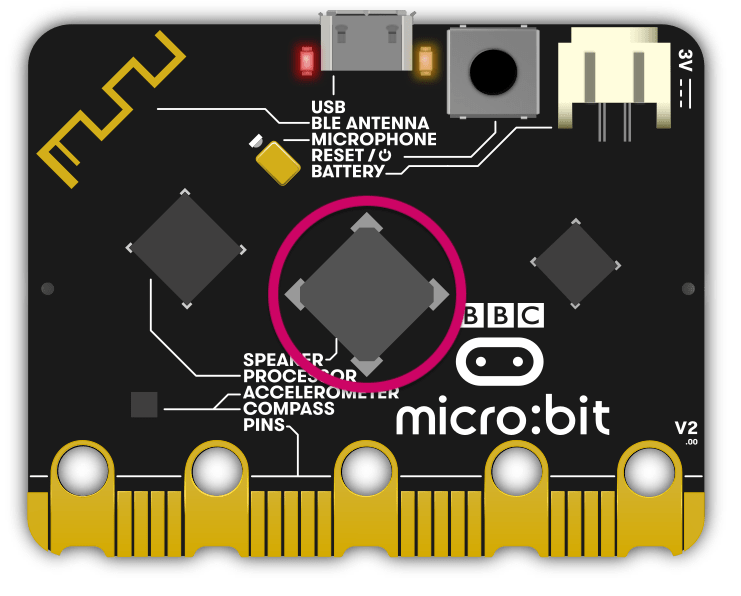 3V
USB
BLE ANTENNA
MICROPHONE
RESET /
BATTERY
BBC
SPEAKER
PROCESSOR
ACCELEROMETER
COMPASS
PINS
micro:bit
V2
.00